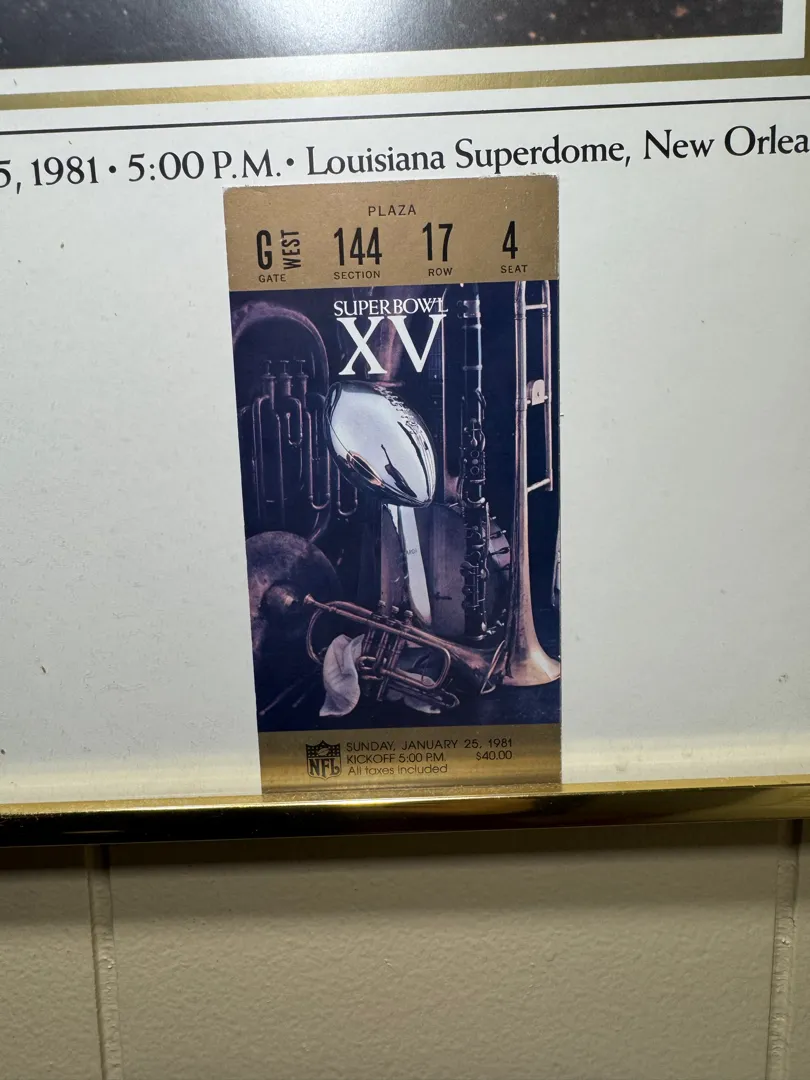 5, 1981 • 5:00 P.M. • Louisiana Superdome, New Orlea
PLAZA
G WEST 144 17 4
GATE SECTION ROW SEAT
SUPER BOWL
XV
NFL
SUNDAY, JANUARY 25, 1981
KICKOFF 5:00 P.M. $40.00
All taxes included